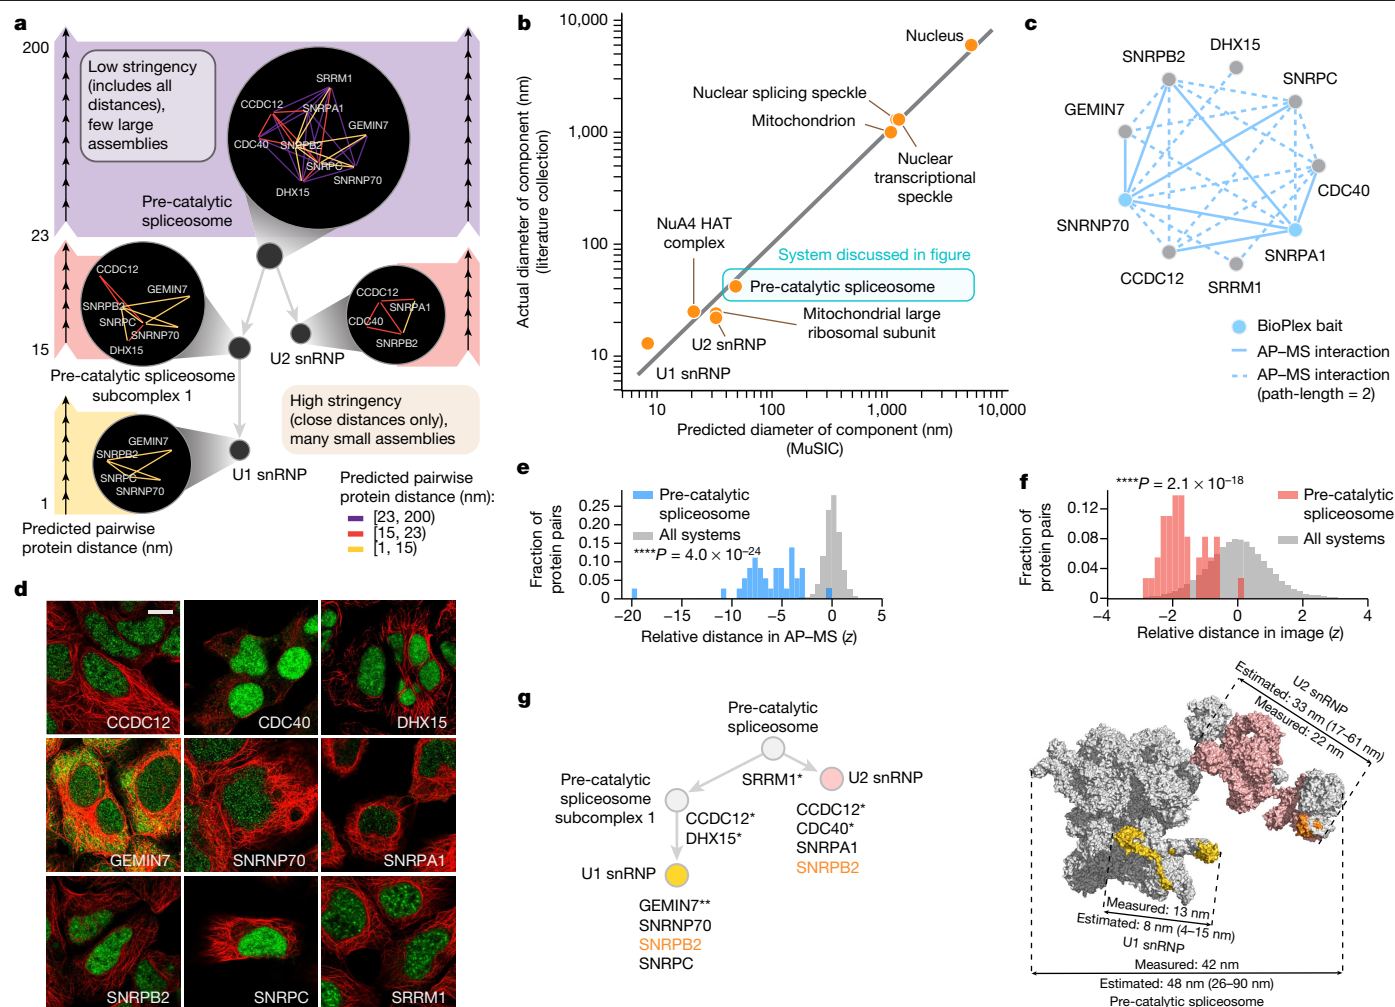 a
200
Low stringency
(includes all
distances),
few large
assemblies
SRRM1
CCDC12
SNRPA1
GEMIN7
CDC40
SNRPB2
SNRPC
SNRNP70
DHX15
Pre-catalytic
spliceosome
23
CCDC12
GEMIN7
SNRPB2
SNRPC
SNRNP70
DHX15
CCDC12
SNRPA1
CDC40
SNRPB2
U2 snRNP
15
Pre-catalytic spliceosome
subcomplex 1
High stringency
(close distances only),
many small assemblies
GEMIN7
SNRPB2
SNRPC
SNRNP70
U1 snRNP
1
Predicted pairwise
protein distance (nm)
Predicted pairwise
protein distance (nm):
[23, 200)
[15, 23)
[1, 15)
b
Actual diameter of component (nm)
(literature collection)
10,000
1,000
100
10
Nucleus
Nuclear splicing speckle
Mitochondrion
Nuclear
transcriptional
speckle
NuA4 HAT
complex
System discussed in figure
Pre-catalytic spliceosome
Mitochondrial large
ribosomal subunit
U2 snRNP
U1 snRNP
10
100
1,000
10,000
Predicted diameter of component (nm)
(MuSIC)
c
DHX15
SNRPB2
SNRPC
GEMIN7
CDC40
SNRNP70
SNRPA1
CCDC12
SRRM1
BioPlex bait
AP–MS interaction
AP–MS interaction
(path-length = 2)
d
CCDC12
CDC40
DHX15
GEMIN7
SNRNP70
SNRPA1
SNRPB2
SNRPC
SRRM1
e
Fraction of
protein pairs
0.25
0.20
0.15
0.10
0.05
0
Pre-catalytic
spliceosome
All systems
****P = 4.0 × 10–24
–20
–15
–10
–5
0
5
Relative distance in AP–MS (z)
f
Fraction of
protein pairs
0.12
0.08
0.04
0
****P = 2.1 × 10–18
Pre-catalytic
spliceosome
All systems
–4
–2
0
2
4
Relative distance in image (z)
g
Pre-catalytic
spliceosome
SRRM1*
U2 snRNP
Pre-catalytic
spliceosome
subcomplex 1
CCDC12*
DHX15*
CCDC12*
CDC40*
SNRPA1
SNRPB2
U1 snRNP
GEMIN7**
SNRNP70
SNRPB2
SNRPC
U2 snRNP
Estimated: 33 nm (17–61 nm)
Measured: 22 nm
Measured: 13 nm
Estimated: 8 nm (4–15 nm)
U1 snRNP
Measured: 42 nm
Estimated: 48 nm (26–90 nm)
Pre-catalytic spliceosome